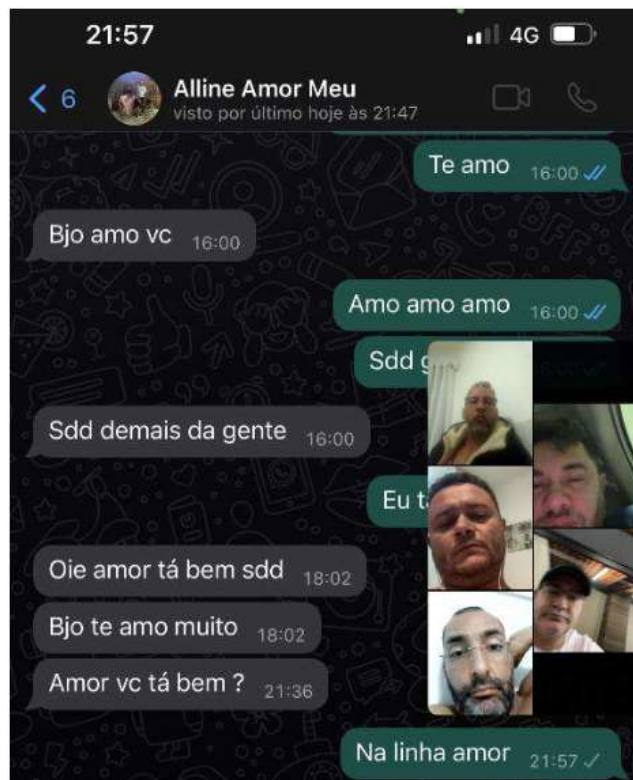 21:57
4G
6
Alline Amor Meu
visto por último hoje às 21:47
Te amo 16:00
Bjo amo vc 16:00
Amo amo amo 16:00
Sdd
Sdd demais da gente 16:00
Eu
Oie amor tá bem sdd 18:02
Bjo te amo muito 18:02
Amor vc tá bem ? 21:36
Na linha amor 21:57